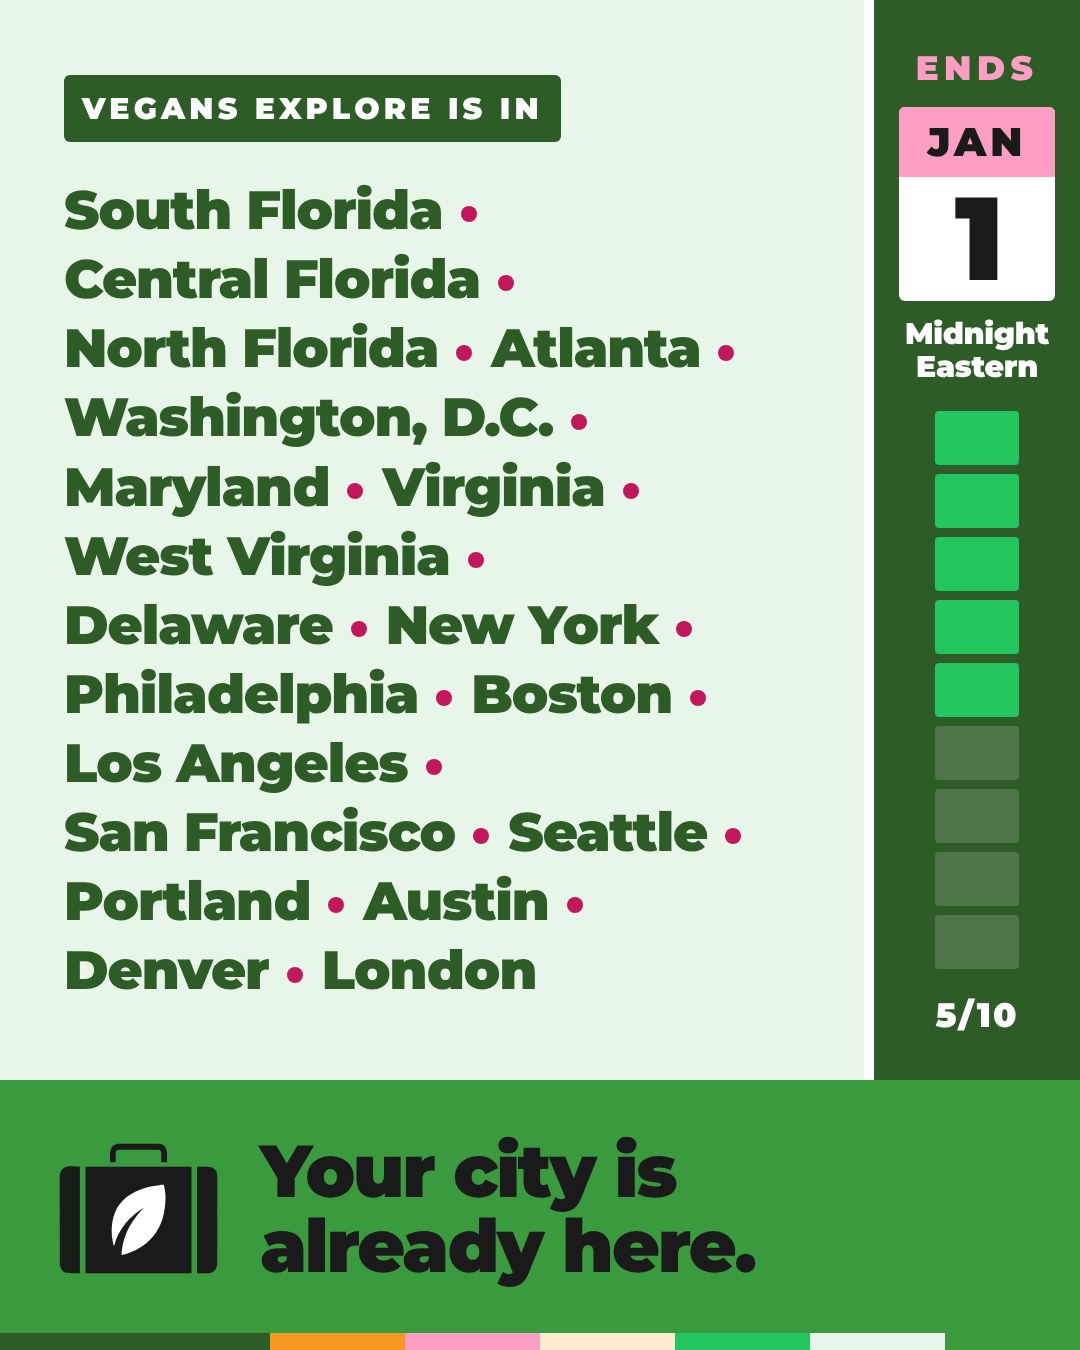 VEGANS EXPLORE IS IN
South Florida •
Central Florida •
North Florida • Atlanta •
Washington, D.C. •
Maryland • Virginia •
West Virginia •
Delaware • New York •
Philadelphia • Boston •
Los Angeles •
San Francisco • Seattle •
Portland • Austin •
Denver • London
ENDS
JAN
1
Midnight
Eastern
5/10
Your city is
already here.